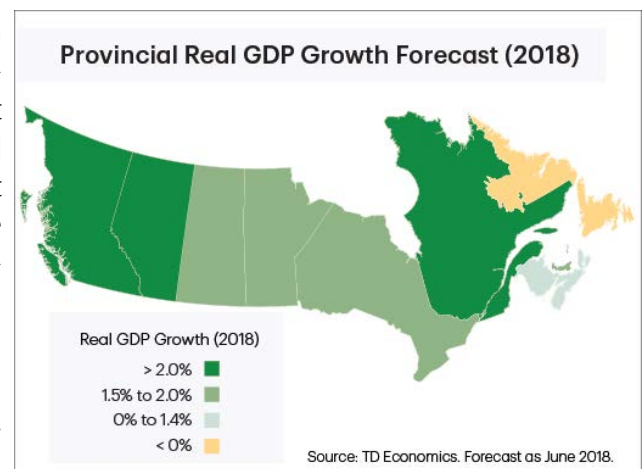 Provincial Real GDP Growth Forecast (2018)
Real GDP Growth (2018)
> 2.0%
1.5% to 2.0%
0% to 1.4%
< 0%
Source: TD Economics. Forecast as June 2018.